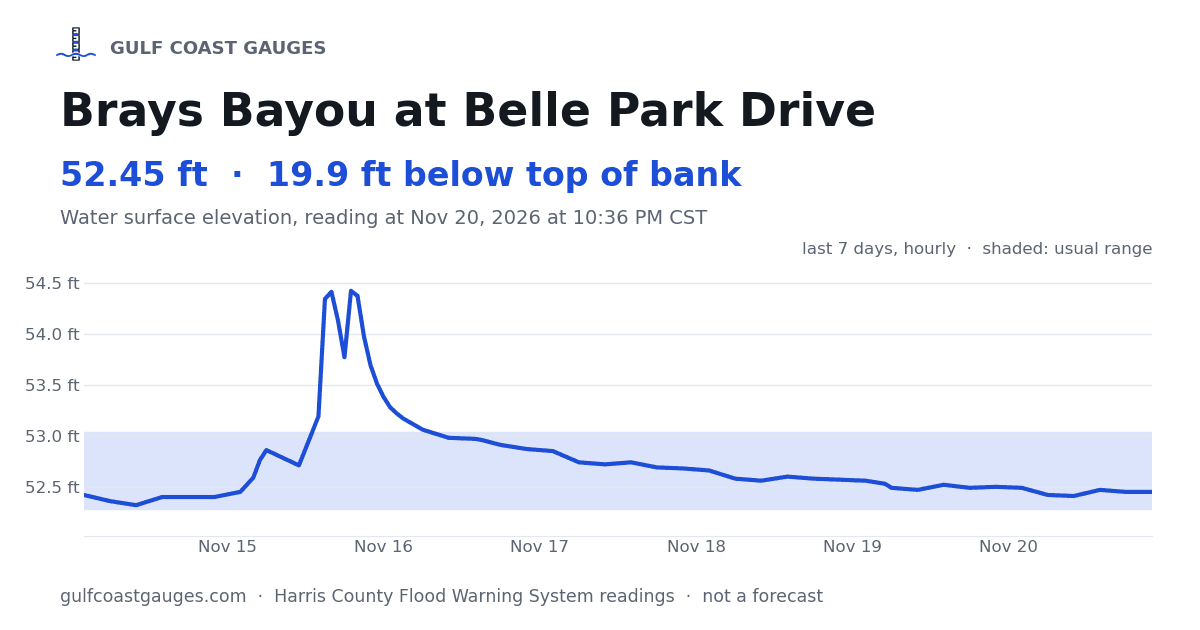 GULF COAST GAUGES
Brays Bayou at Belle Park Drive
52.45 ft · 19.9 ft below top of bank
Water surface elevation, reading at Nov 20, 2026 at 10:36 PM CST
last 7 days, hourly · shaded: usual range
54.5 ft
54.0 ft
53.5 ft
53.0 ft
52.5 ft
Nov 15 Nov 16 Nov 17 Nov 18 Nov 19 Nov 20
gulfcoastgauges.com · Harris County Flood Warning System readings · not a forecast